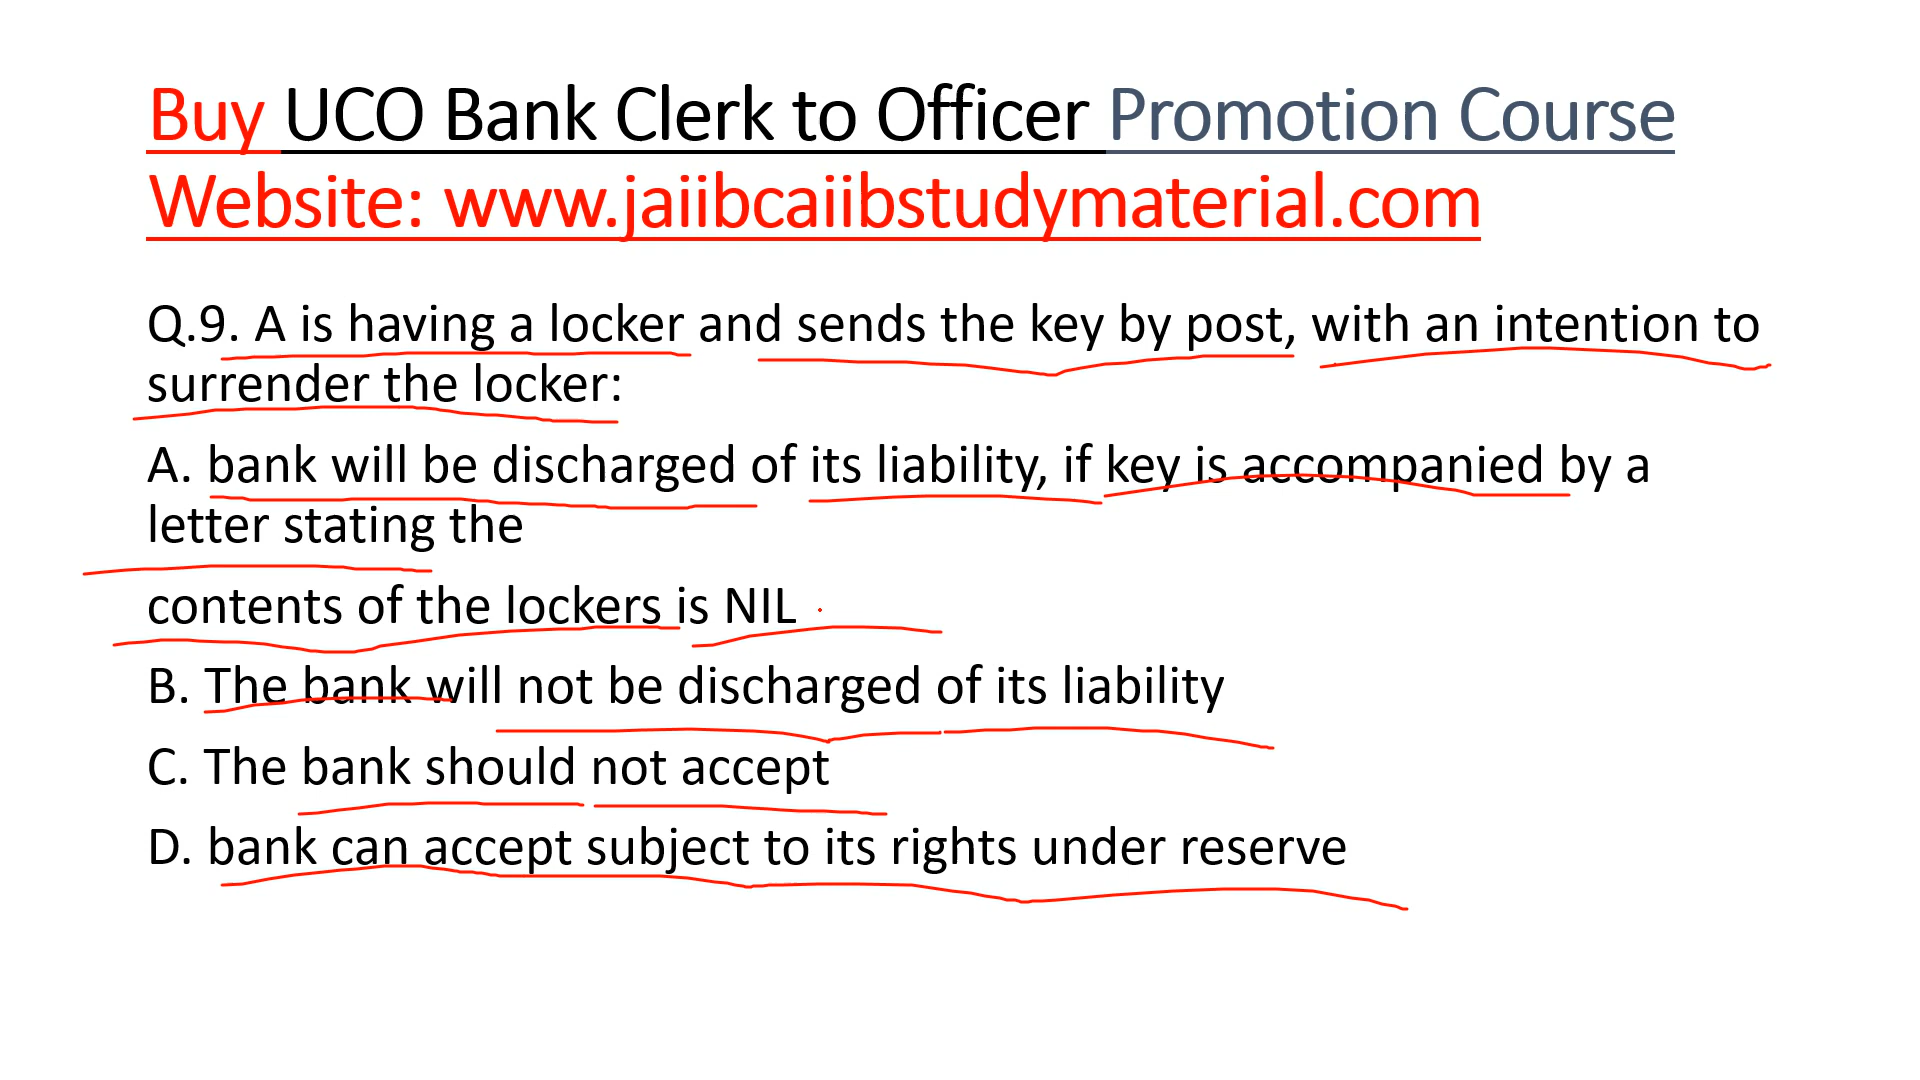 Buy UCO Bank Clerk to Officer Promotion Course
Website: www.jaiibcaiibstudymaterial.com
Q.9. A is having a locker and sends the key by post, with an intention to
surrender the locker:
A. bank will be discharged of its liability, if key is accompanied by a
letter stating the
contents of the lockers is NIL
B. The bank will not be discharged of its liability
C. The bank should not accept
D. bank can accept subject to its rights under reserve